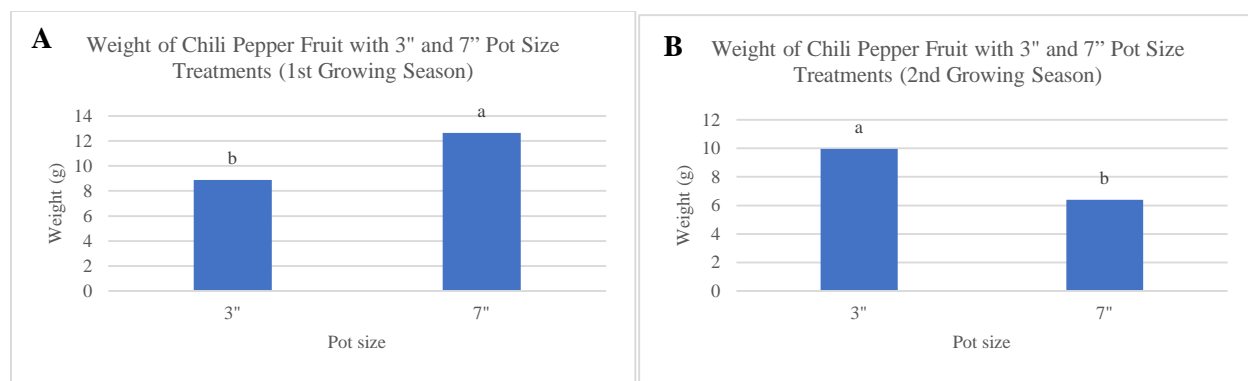 A
Weight of Chili Pepper Fruit with 3" and 7” Pot Size
Treatments (1st Growing Season)
14
12
10
8
6
4
2
0
Weight (g)
b
a
3"
7"
Pot size
B
Weight of Chili Pepper Fruit with 3" and 7” Pot Size
Treatments (2nd Growing Season)
12
10
8
6
4
2
0
Weight (g)
a
b
3"
7"
Pot size